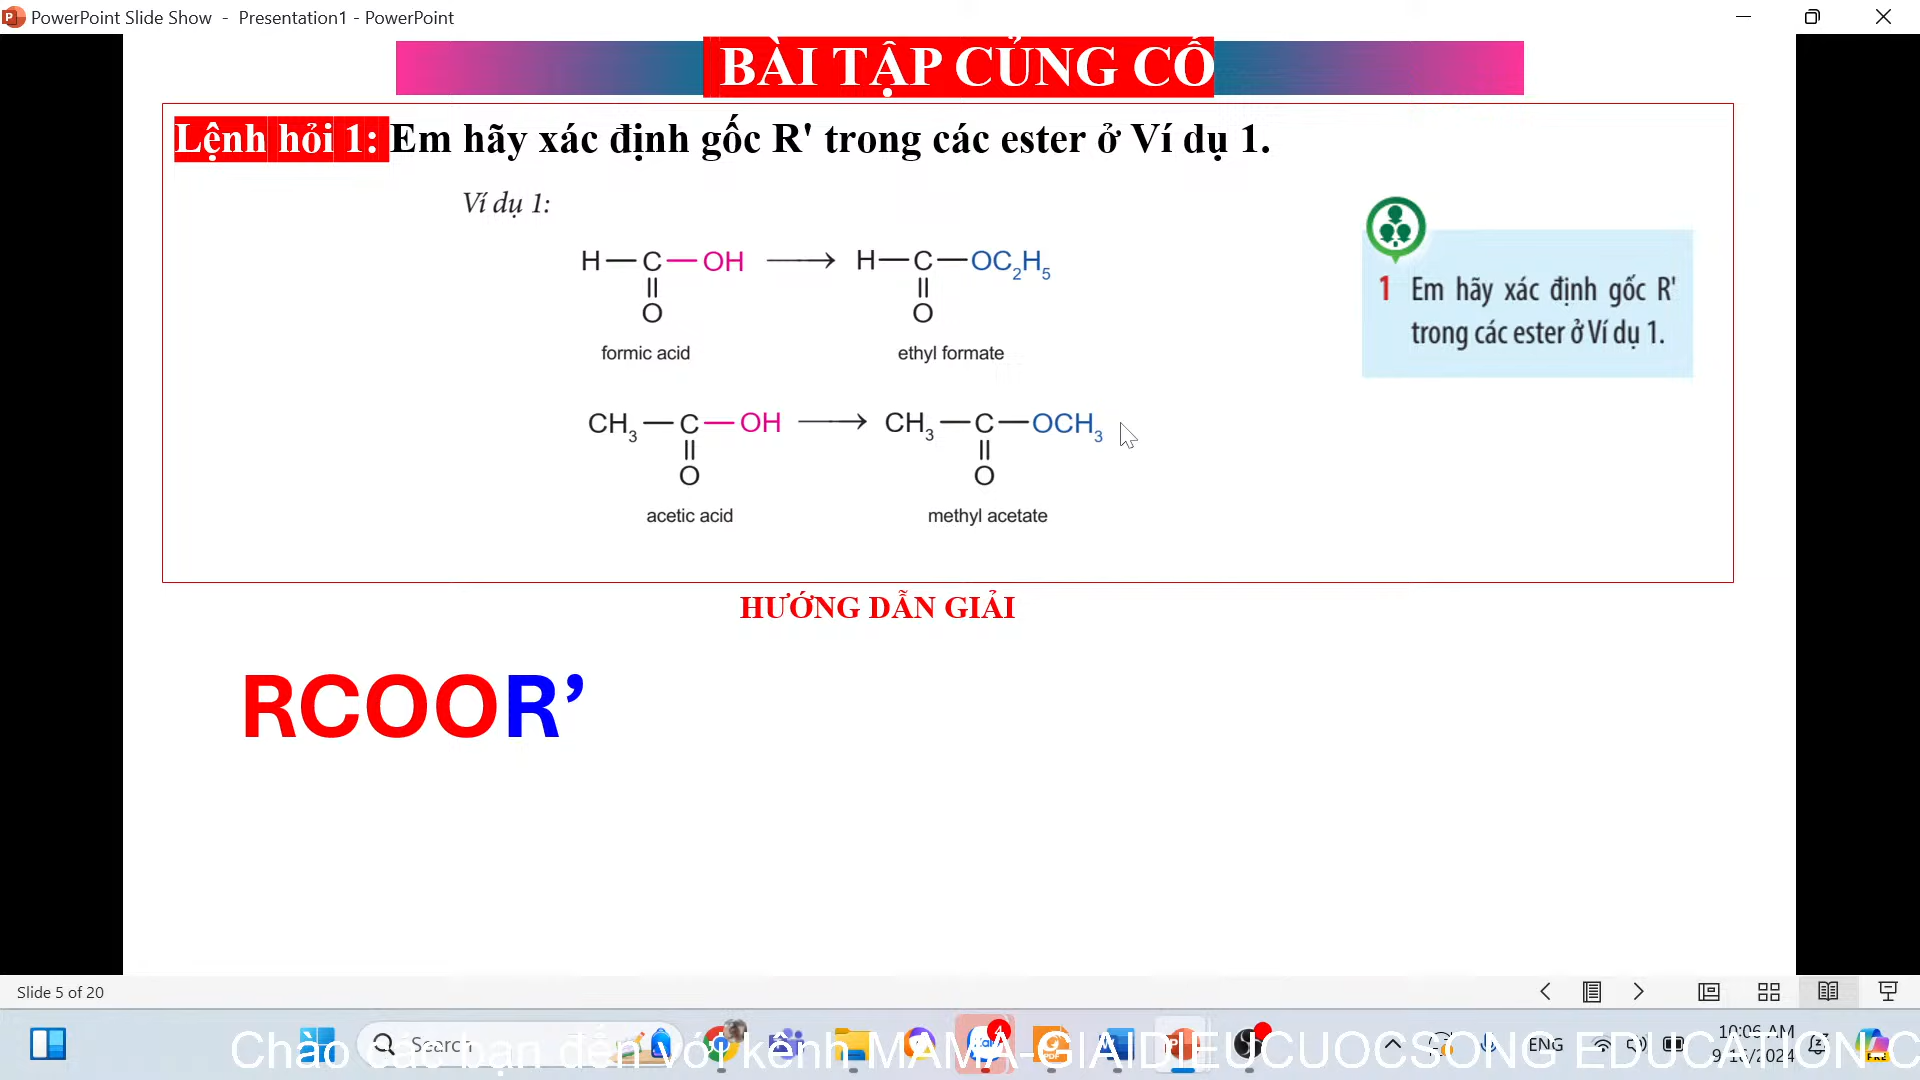 PowerPoint Slide Show - Presentation1 - PowerPoint
BÀI TẬP CỦNG CỐ
Lệnh hỏi 1: Em hãy xác định gốc R' trong các ester ở Ví dụ 1.
Ví dụ 1:
H—C—OH ⟶ H—C—OC₂H₅
|| ||
O O
formic acid ethyl formate
1 Em hãy xác định gốc R'
trong các ester ở Ví dụ 1.
CH₃—C—OH ⟶ CH₃—C—OCH₃
|| ||
O O
acetic acid methyl acetate
HƯỚNG DẪN GIẢI
RCOOR’
Slide 5 of 20
Search
Chào các bạn đến với kênh MAMA-GIAIDIEUCUOCSONG EDUCATION
ENG
10:06 AM
9/16/2024